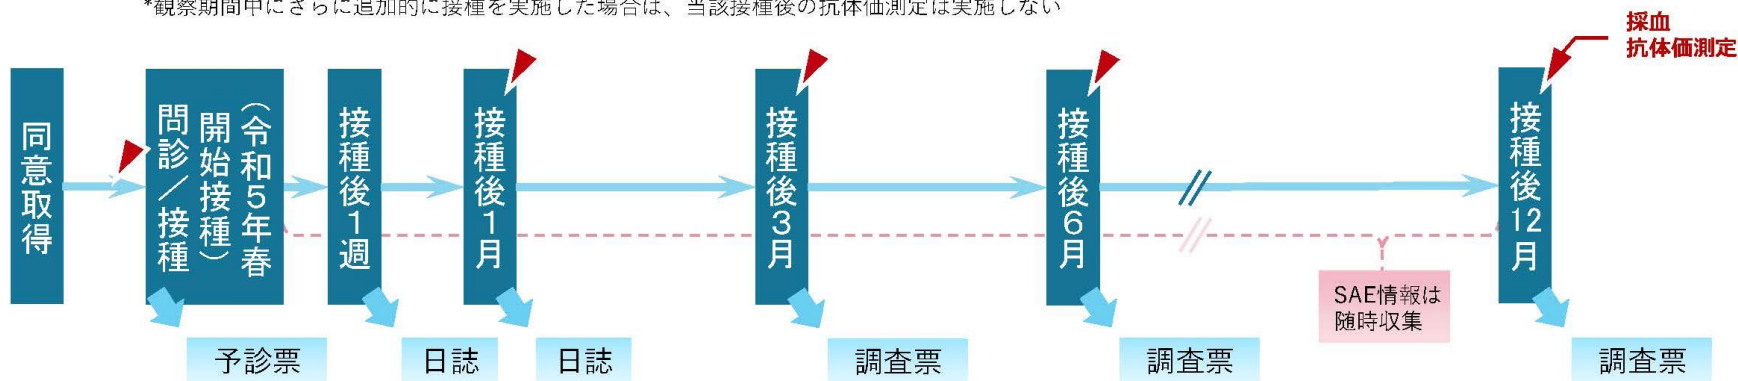 *観察期間中にさらに追加的に接種を実施した場合は、当該接種後の抗体価測定は実施しない
採血
抗体価測定
同意取得
問診／接種
（令和５年春
開始接種）
接種後１週
接種後１月
接種後３月
接種後６月
接種後12月
SAE情報は
随時収集
予診票
日誌
日誌
調査票
調査票
調査票